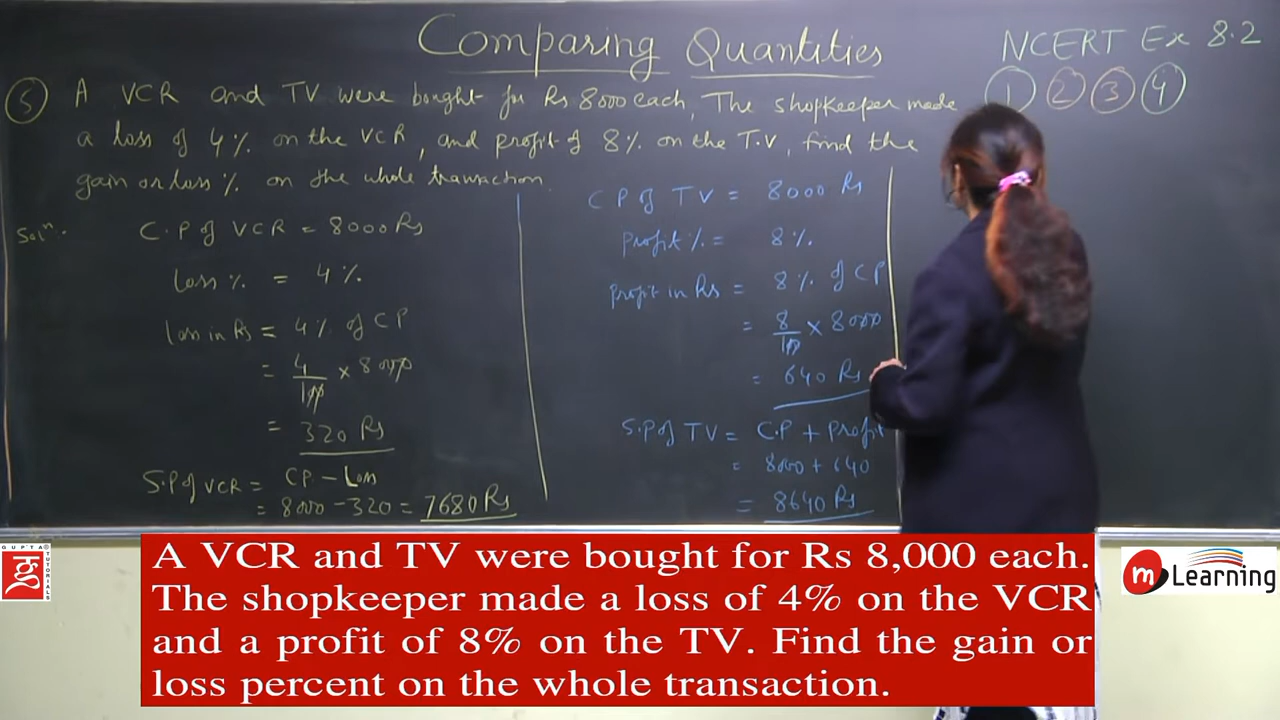 Comparing Quantities
NCERT Ex 8.2
1 2 3 4
5 A VCR and TV were bought for Rs 8000 each, The shopkeeper made
a loss of 4% on the VCR, and profit of 8% on the T.V, find the
gain or loss % on the whole transaction.
Solⁿ:-
C.P of VCR = 8000 Rs
Loss % = 4%.
Loss in Rs = 4% of CP
= 4/100 × 8000
= 320 Rs
S.P of VCR = CP - Loss
= 8000 - 320 = 7680 Rs
CP of TV = 8000 Rs
Profit % = 8%.
Profit in Rs = 8% of CP
= 8/100 × 8000
= 640 Rs
S.P of TV = C.P + Profit
= 8000 + 640
= 8640 Rs
GUPTA TUTORIALS
A VCR and TV were bought for Rs 8,000 each.
The shopkeeper made a loss of 4% on the VCR
and a profit of 8% on the TV. Find the gain or
loss percent on the whole transaction.
m Learning